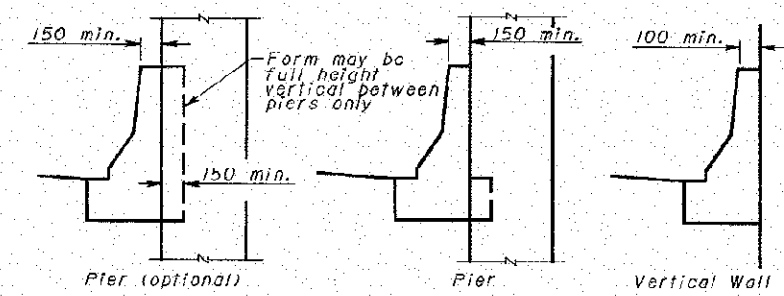 150 min.
150 min.
100 min.
Form may be
full height
vertical between
piers only
150 min.
Pier (optional)
Pier
Vertical Wall